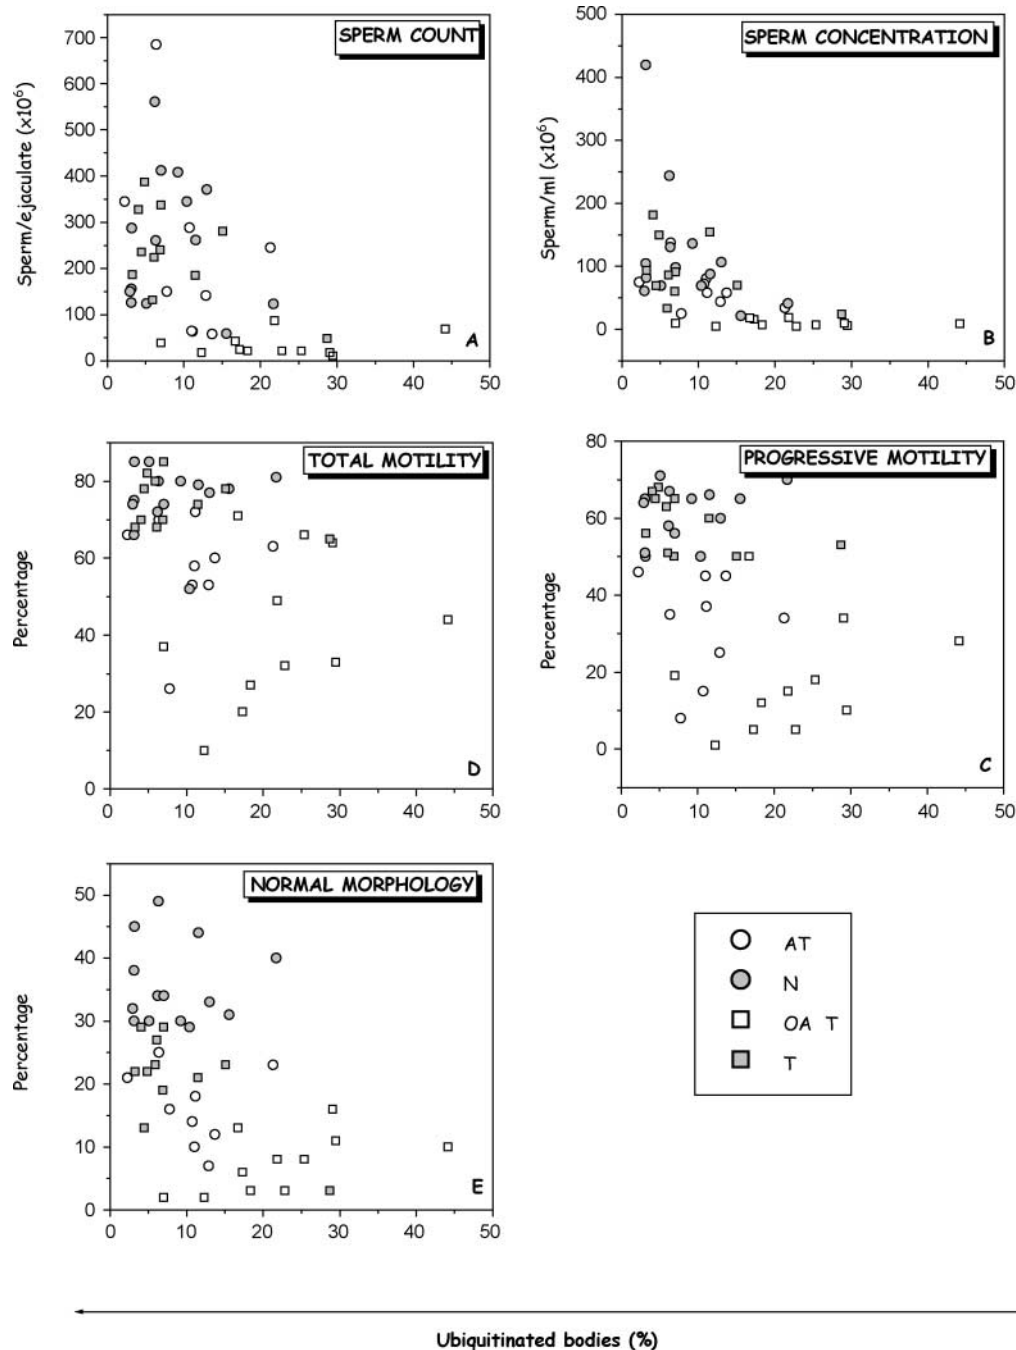 SPERM COUNT
700
600
500
400
300
200
100
0
0 10 20 30 40 50
Sperm/ejaculate (x10⁶)
A
SPERM CONCENTRATION
500
400
300
200
100
0
0 10 20 30 40 50
Sperm/ml (x10⁶)
B
TOTAL MOTILITY
80
60
40
20
0
0 10 20 30 40 50
Percentage
D
PROGRESSIVE MOTILITY
80
60
40
20
0
0 10 20 30 40 50
Percentage
C
NORMAL MORPHOLOGY
50
40
30
20
10
0
0 10 20 30 40 50
Percentage
E
AT
N
OA T
T
Ubiquitinated bodies (%)